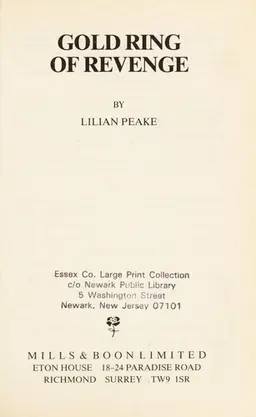 GOLD RING
OF REVENGE
BY
LILIAN PEAKE
Essex Co. Large Print Collection
c/o Newark Public Library
5 Washington Street
Newark, New Jersey 07101
MILLS & BOON LIMITED
ETON HOUSE 18–24 PARADISE ROAD
RICHMOND SURREY TW9 1SR